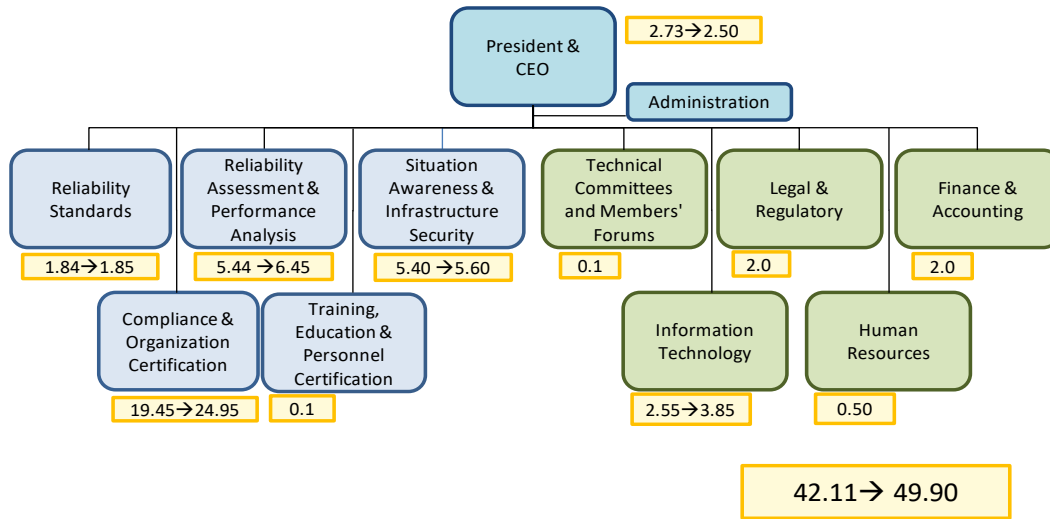 President &
CEO
2.73→2.50
Administration
Reliability
Standards
1.84→1.85
Reliability
Assessment &
Performance
Analysis
5.44 →6.45
Situation
Awareness &
Infrastructure
Security
5.40 →5.60
Technical
Committees
and Members'
Forums
0.1
Legal &
Regulatory
2.0
Finance &
Accounting
2.0
Compliance &
Organization
Certification
19.45→24.95
Training,
Education &
Personnel
Certification
0.1
Information
Technology
2.55→3.85
Human
Resources
0.50
42.11→ 49.90